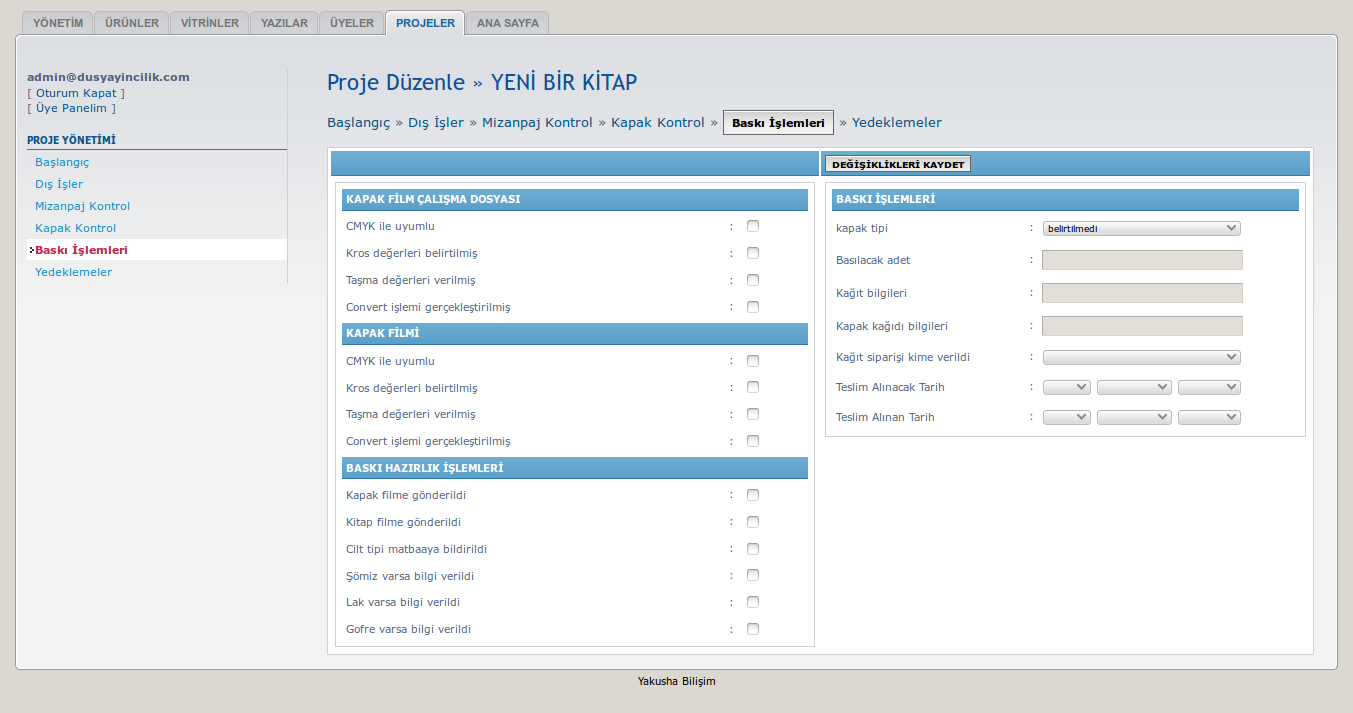 YÖNETİM ÜRÜNLER VİTRİNLER YAZILAR ÜYELER PROJELER ANA SAYFA
admin@dusyayincilik.com
[ Oturum Kapat ]
[ Üye Panelim ]
PROJE YÖNETİMİ
Başlangıç
Dış İşler
Mizanpaj Kontrol
Kapak Kontrol
Baskı İşlemleri
Yedeklemeler
Proje Düzenle » YENİ BİR KİTAP
Başlangıç » Dış İşler » Mizanpaj Kontrol » Kapak Kontrol » Baskı İşlemleri » Yedeklemeler
DEĞİŞİKLİKLERİ KAYDET
KAPAK FİLM ÇALIŞMA DOSYASI
CMYK ile uyumlu :
Kros değerleri belirtilmiş :
Taşma değerleri verilmiş :
Convert işlemi gerçekleştirilmiş :
KAPAK FİLMİ
CMYK ile uyumlu :
Kros değerleri belirtilmiş :
Taşma değerleri verilmiş :
Convert işlemi gerçekleştirilmiş :
BASKI HAZIRLIK İŞLEMLERİ
Kapak filme gönderildi :
Kitap filme gönderildi :
Cilt tipi matbaaya bildirildi :
Şömiz varsa bilgi verildi :
Lak varsa bilgi verildi :
Gofre varsa bilgi verildi :
BASKI İŞLEMLERİ
kapak tipi : belirtilmedi
Basılacak adet :
Kağıt bilgileri :
Kapak kağıdı bilgileri :
Kağıt siparişi kime verildi :
Teslim Alınacak Tarih :
Teslim Alınan Tarih :
Yakusha Bilişim